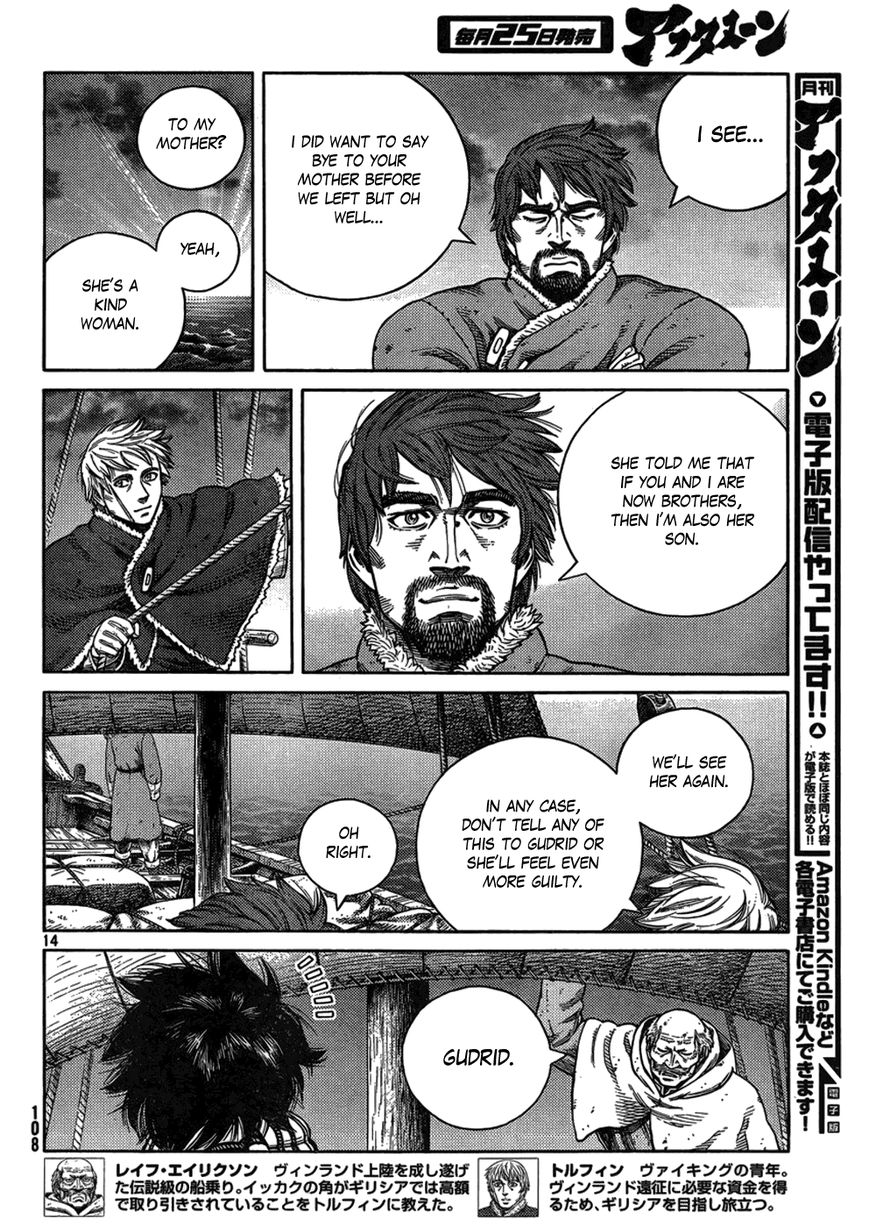 毎月25日発売 アフタヌーン
I SEE...
I DID WANT TO SAY
BYE TO YOUR
MOTHER BEFORE
WE LEFT BUT OH
WELL...
TO MY
MOTHER?
YEAH,
SHE'S A
KIND
WOMAN.
SHE TOLD ME THAT
IF YOU AND I ARE
NOW BROTHERS,
THEN I'M ALSO HER
SON.
WE'LL SEE
HER AGAIN.
IN ANY CASE,
DON'T TELL ANY OF
THIS TO GUDRID OR
SHE'LL FEEL EVEN
MORE GUILTY.
OH
RIGHT.
14
GUDRID.
108
月刊
アフタヌーン
電子版配信やってます!!
本誌とほぼ同じ内容
が電子版で読める!!
Amazon Kindleなど
各電子書店にてご購入できます!
電子版
レイフ・エイリクソン ヴィンランド上陸を成し遂げ
た伝説級の船乗り。イッカクの角がギリシアでは高額
で取り引きされていることをトルフィンに教えた。
トルフィン ヴァイキングの青年。
ヴィンランド遠征に必要な資金を得
るため、ギリシアを目指し旅立つ。